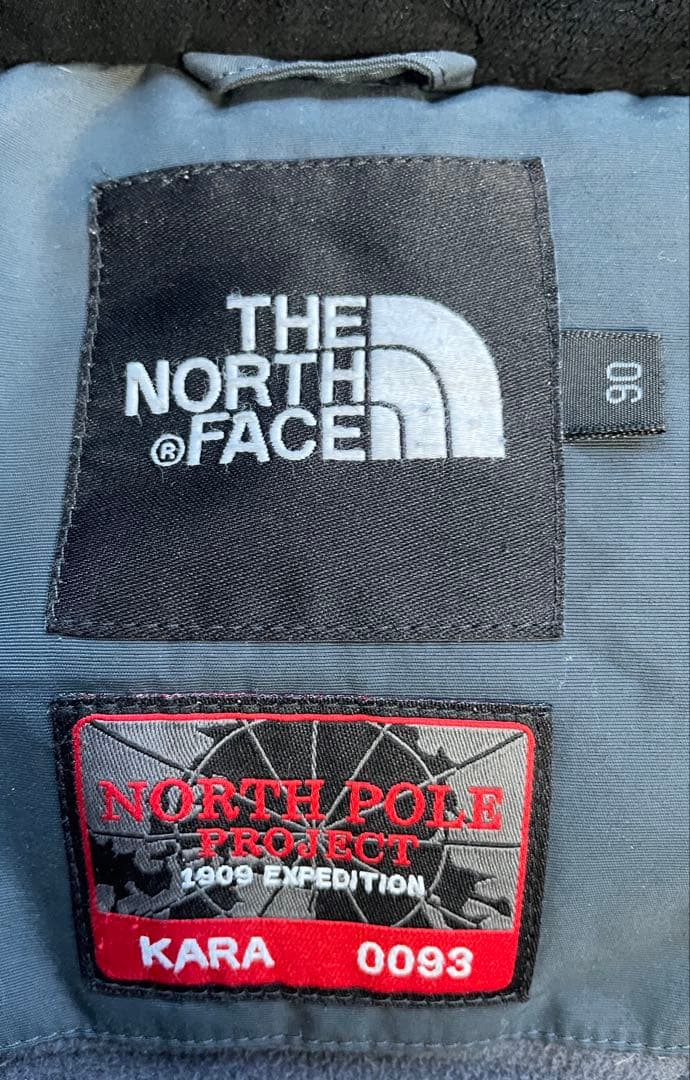 THE
NORTH
®FACE
90
NORTH POLE
PROJECT
1909 EXPEDITION
KARA 0093